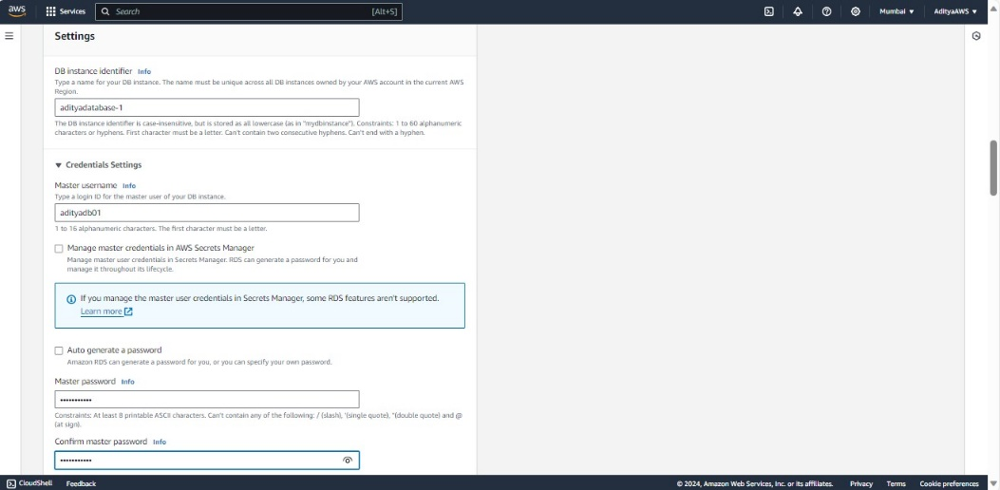 aws
Services
Search
[Alt+S]
Mumbai
AdityaAWS
Settings
DB instance identifier Info
Type a name for your DB instance. The name must be unique across all DB instances owned by your AWS account in the current AWS
Region.
adityadatabase-1
The DB instance identifier is case-insensitive, but is stored as all lowercase (as in "mydbinstance"). Constraints: 1 to 60 alphanumeric
characters or hyphens. First character must be a letter. Can't contain two consecutive hyphens. Can't end with a hyphen.
Credentials Settings
Master username Info
Type a login ID for the master user of your DB instance.
adityadb01
1 to 16 alphanumeric characters. The first character must be a letter.
Manage master credentials in AWS Secrets Manager
Manage master user credentials in Secrets Manager. RDS can generate a password for you and
manage it throughout its lifecycle.
If you manage the master user credentials in Secrets Manager, some RDS features aren't supported.
Learn more
Auto generate a password
Amazon RDS can generate a password for you, or you can specify your own password.
Master password Info
•••••••••••
Constraints: At least 8 printable ASCII characters. Can't contain any of the following: / (slash), '(single quote), "(double quote) and @
(at sign).
Confirm master password Info
•••••••••••
CloudShell Feedback © 2024, Amazon Web Services, Inc. or its affiliates. Privacy Terms Cookie preferences